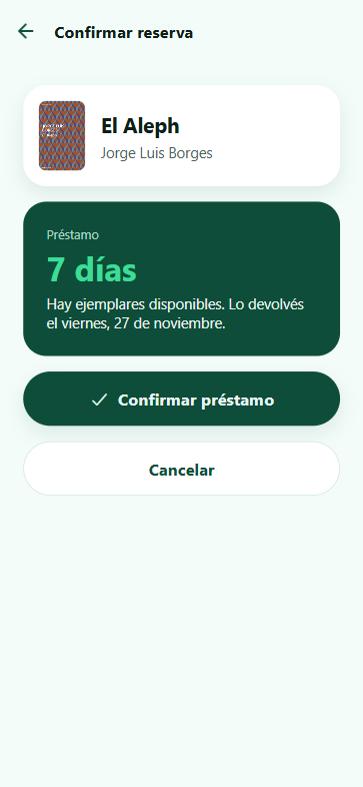 Confirmar reserva
El Aleph
Jorge Luis Borges
Préstamo
7 días
Hay ejemplares disponibles. Lo devolvés
el viernes, 27 de noviembre.
Confirmar préstamo
Cancelar